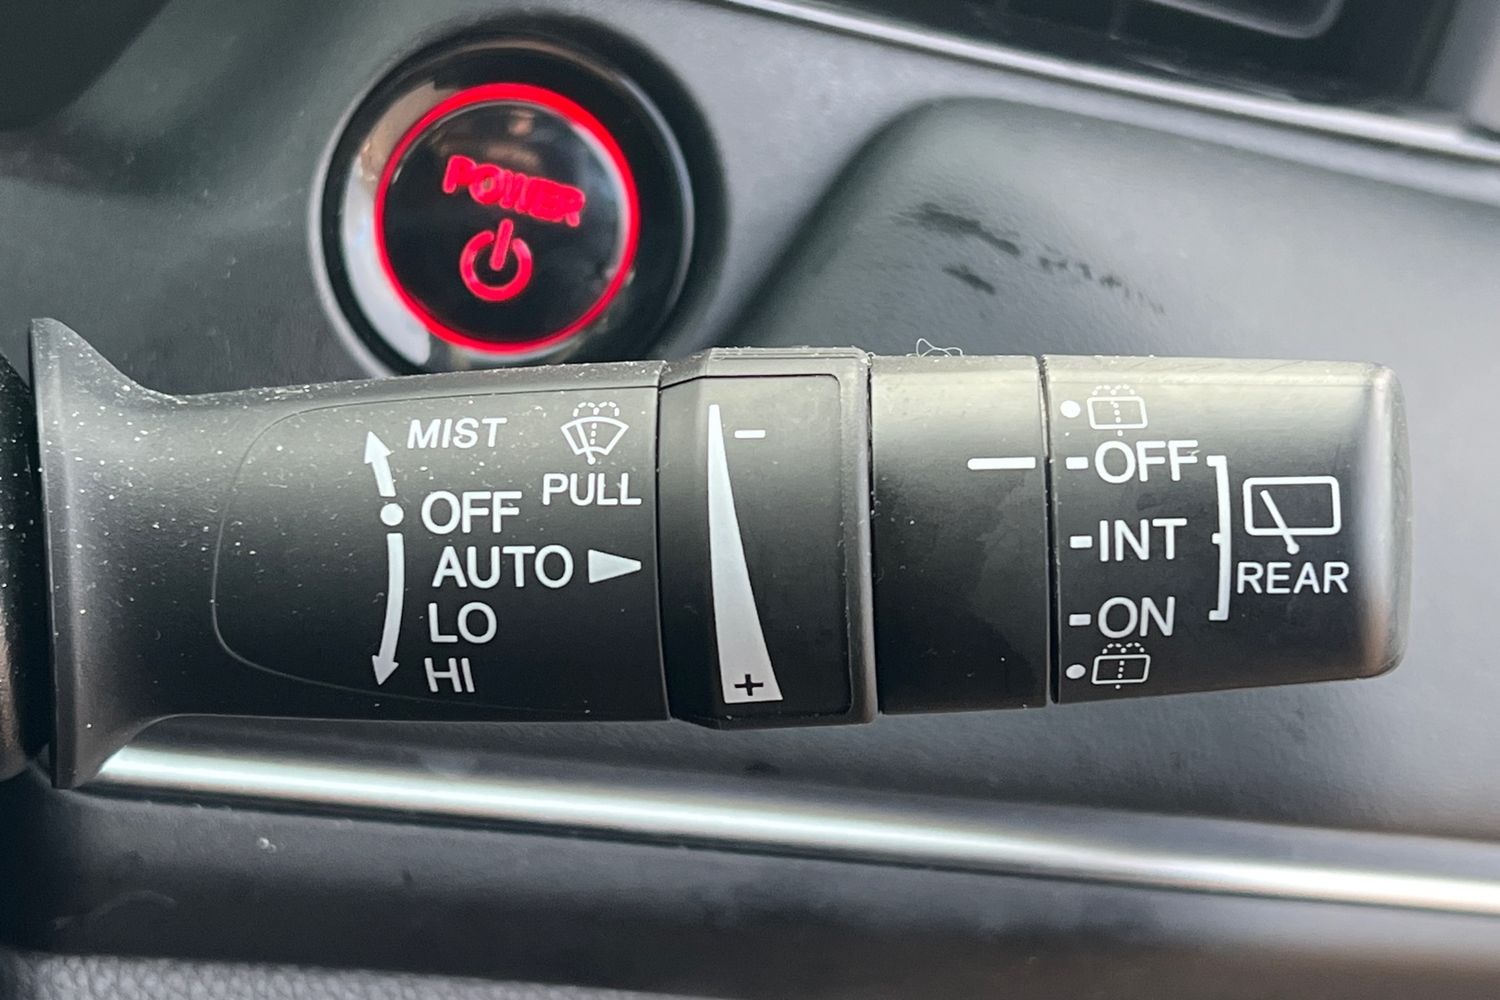 POWER
MIST
PULL
OFF
AUTO
LO
HI
-
+
OFF
INT
ON
REAR